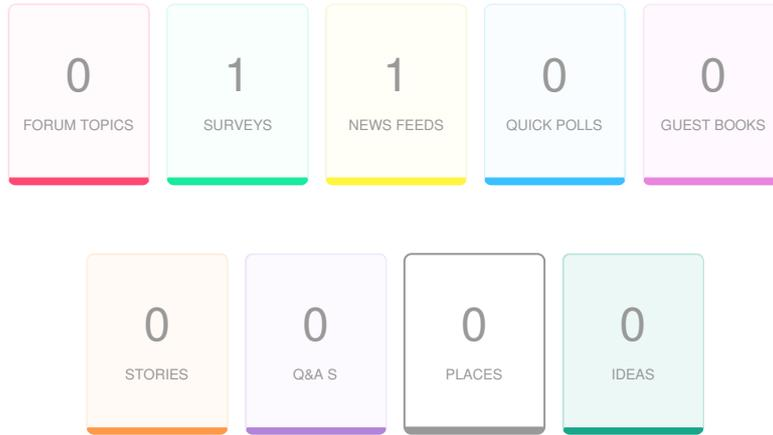 0 1 1 0 0
FORUM TOPICS SURVEYS NEWS FEEDS QUICK POLLS GUEST BOOKS
0 0 0 0
STORIES Q&A S PLACES IDEAS